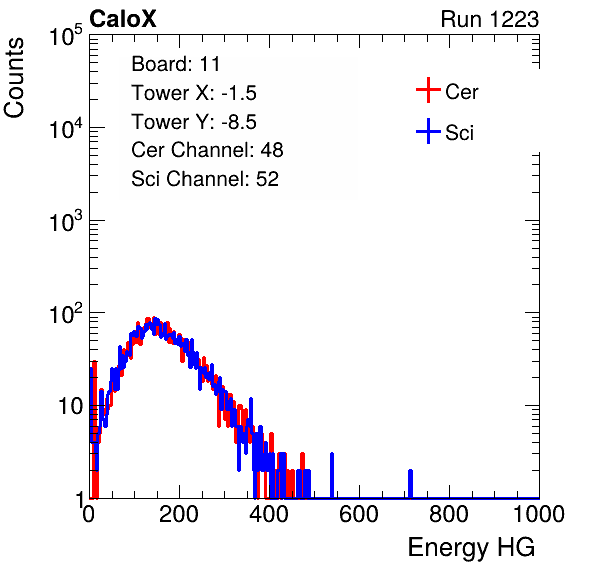 CaloX Run 1223
Counts
10^5
10^4
10^3
10^2
10
1
Board: 11
Tower X: -1.5
Tower Y: -8.5
Cer Channel: 48
Sci Channel: 52
Cer
Sci
0 200 400 600 800 1000
Energy HG